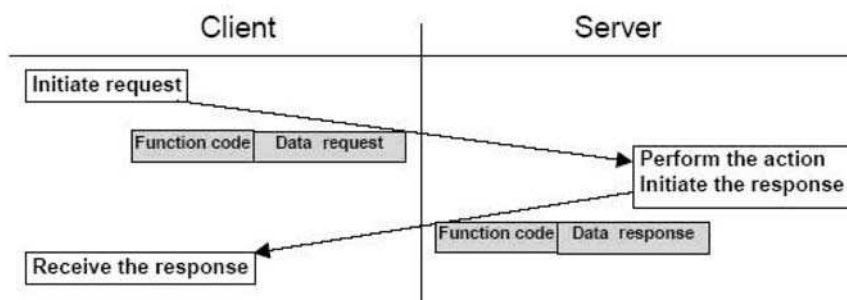 Client
Server
Initiate request
Function code
Data request
Perform the action
Initiate the response
Function code
Data response
Receive the response